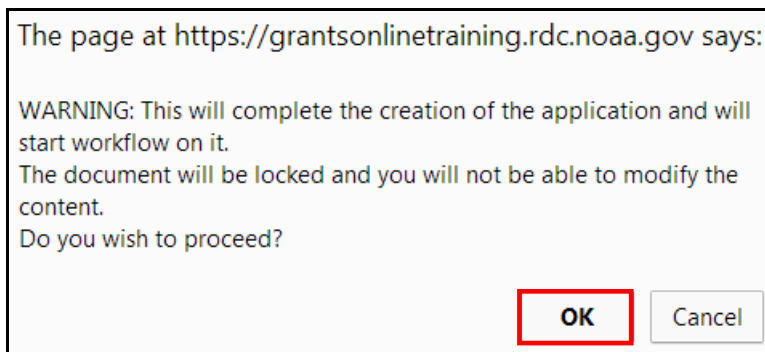 The page at https://grantsonlinetraining.rdc.noaa.gov says:
WARNING: This will complete the creation of the application and will
start workflow on it.
The document will be locked and you will not be able to modify the
content.
Do you wish to proceed?
OK Cancel